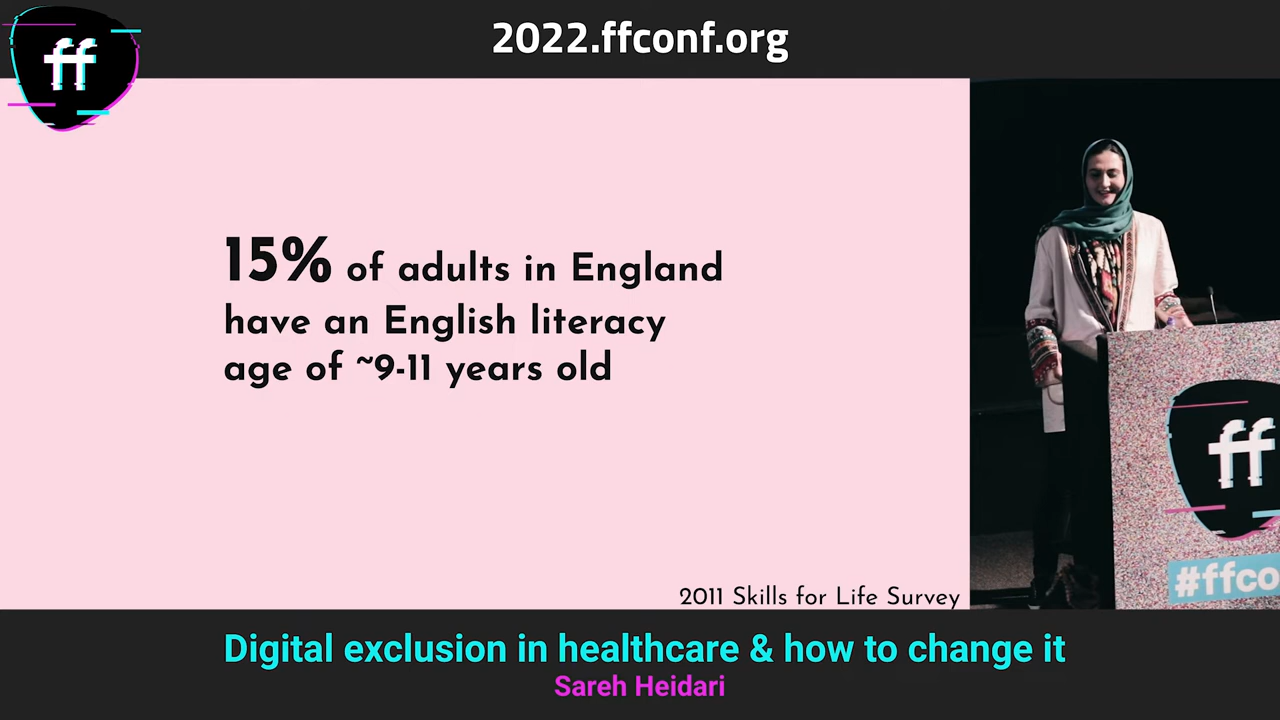 2022.ffconf.org
ff
15% of adults in England
have an English literacy
age of ~9-11 years old
2011 Skills for Life Survey
ff
#ffco
Digital exclusion in healthcare & how to change it
Sareh Heidari